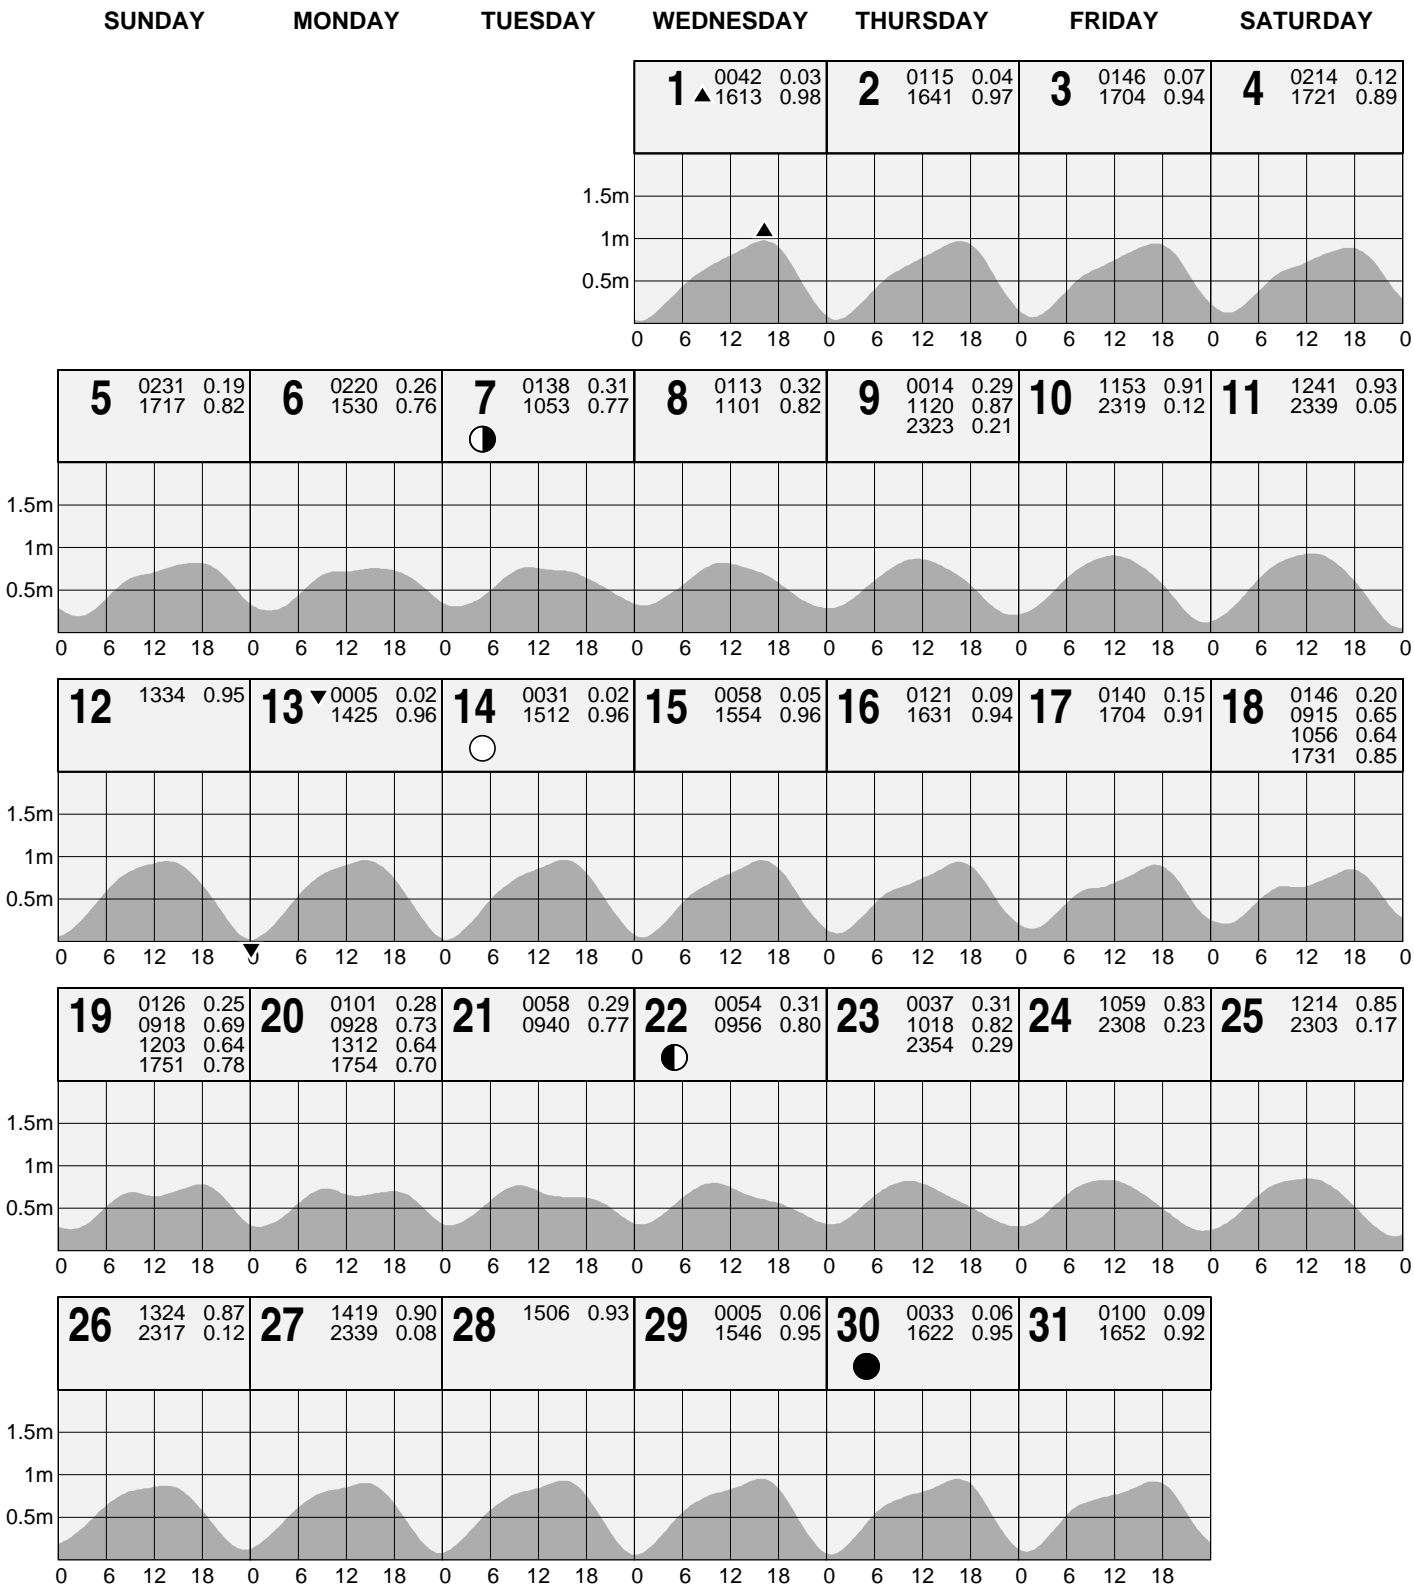 SUNDAY MONDAY TUESDAY WEDNESDAY THURSDAY FRIDAY SATURDAY
1 0042 0.03
1613 0.98
2 0115 0.04
1641 0.97
3 0146 0.07
1704 0.94
4 0214 0.12
1721 0.89
1.5m
1m
0.5m
0 6 12 18 0 6 12 18 0 6 12 18 0 6 12 18 0
5 0231 0.19
1717 0.82
6 0220 0.26
1530 0.76
7 0138 0.31
1053 0.77
8 0113 0.32
1101 0.82
9 0014 0.29
1120 0.87
2323 0.21
10 1153 0.91
2319 0.12
11 1241 0.93
2339 0.05
1.5m
1m
0.5m
0 6 12 18 0 6 12 18 0 6 12 18 0 6 12 18 0 6 12 18 0 6 12 18 0 6 12 18 0
12 1334 0.95
13 0005 0.02
1425 0.96
14 0031 0.02
1512 0.96
15 0058 0.05
1554 0.96
16 0121 0.09
1631 0.94
17 0140 0.15
1704 0.91
18 0146 0.20
0915 0.65
1056 0.64
1731 0.85
1.5m
1m
0.5m
0 6 12 18 0 6 12 18 0 6 12 18 0 6 12 18 0 6 12 18 0 6 12 18 0 6 12 18 0
19 0126 0.25
0918 0.69
1203 0.64
1751 0.78
20 0101 0.28
0928 0.73
1312 0.64
1754 0.70
21 0058 0.29
0940 0.77
22 0054 0.31
0956 0.80
23 0037 0.31
1018 0.82
2354 0.29
24 1059 0.83
2308 0.23
25 1214 0.85
2303 0.17
1.5m
1m
0.5m
0 6 12 18 0 6 12 18 0 6 12 18 0 6 12 18 0 6 12 18 0 6 12 18 0 6 12 18 0
26 1324 0.87
2317 0.12
27 1419 0.90
2339 0.08
28 1506 0.93
29 0005 0.06
1546 0.95
30 0033 0.06
1622 0.95
31 0100 0.09
1652 0.92
1.5m
1m
0.5m
0 6 12 18 0 6 12 18 0 6 12 18 0 6 12 18 0 6 12 18 0 6 12 18